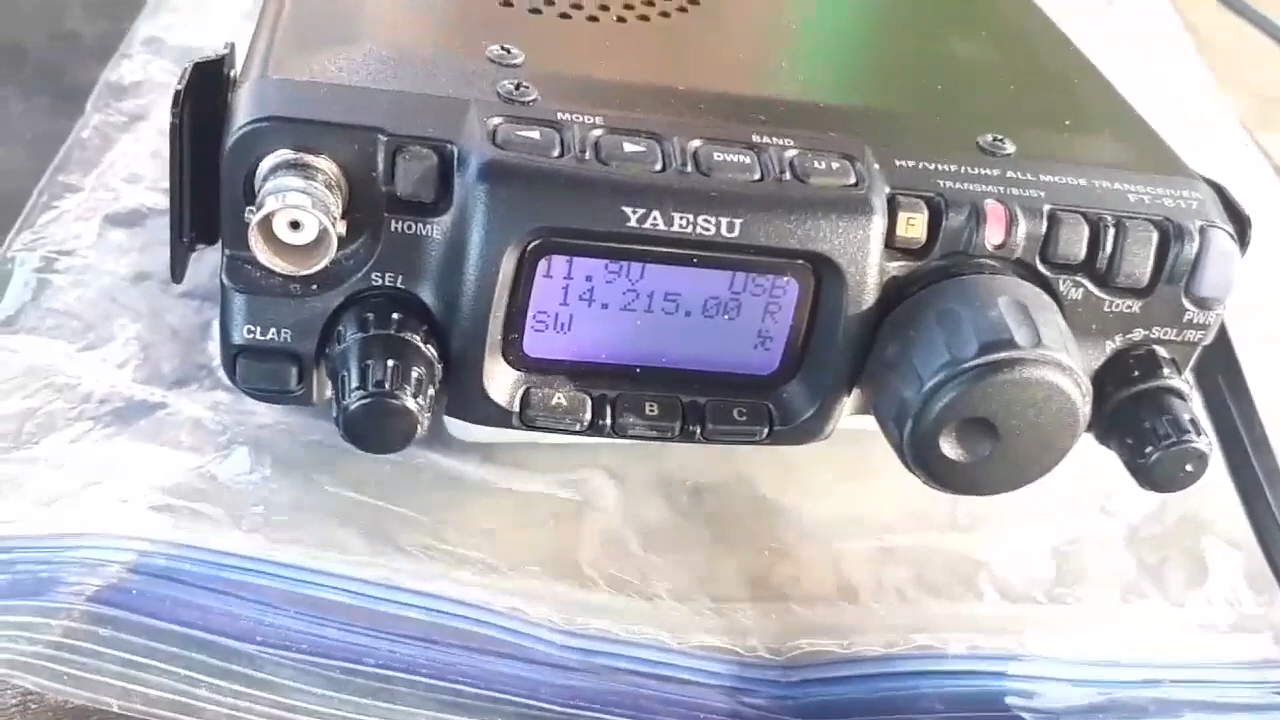 MODE
BAND
DWN
UP
HF/VHF/UHF ALL MODE TRANSCEIVER
FT-817
TRANSMIT/BUSY
HOME
YAESU
F
V/M
LOCK
PWR
SEL
11.9V USB
14.215.00 R
SW
CLAR
AF SQL/RF
A
B
C